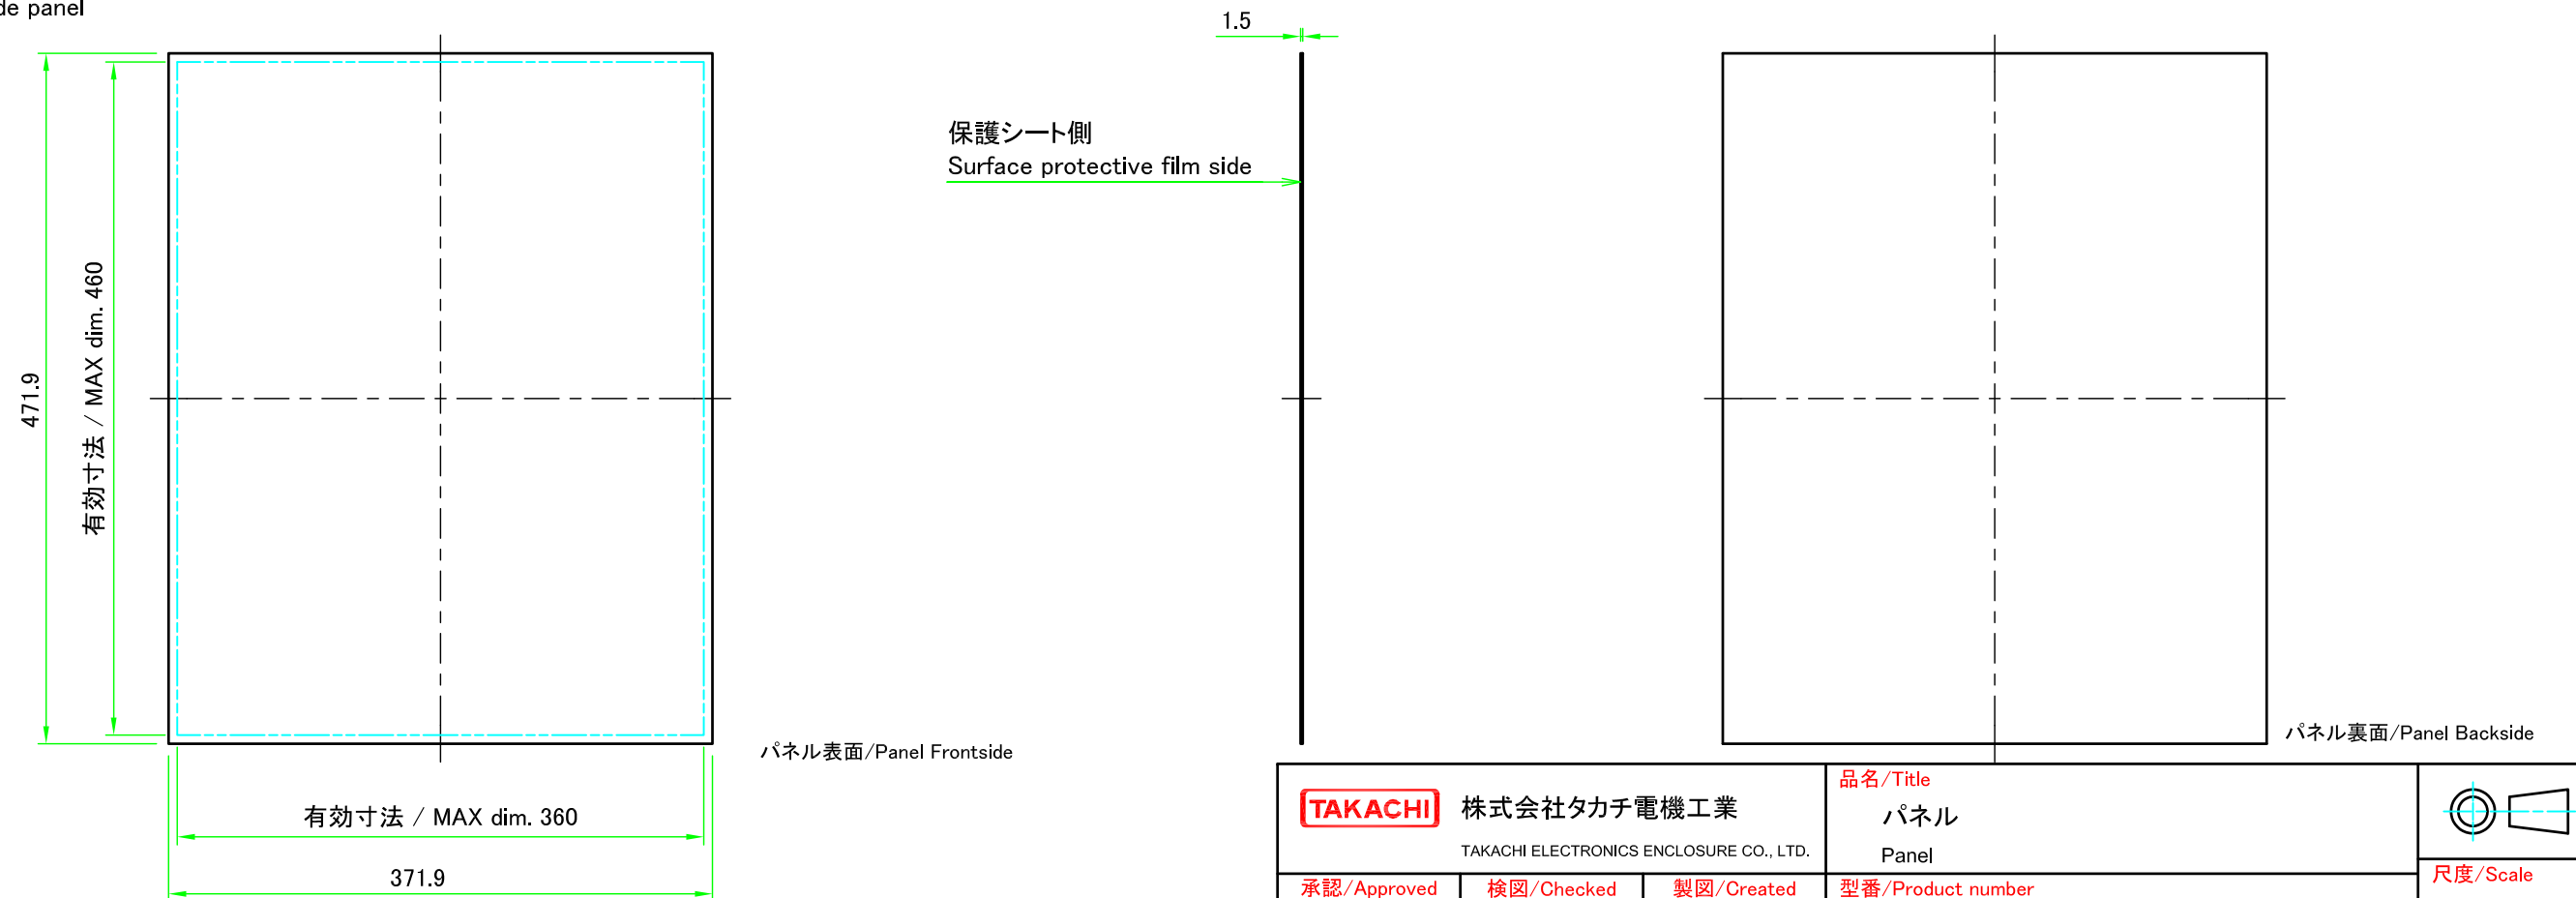 de panel
1.5
保護シート側
Surface protective film side
471.9
有効寸法 / MAX dim. 460
パネル表面/Panel Frontside
パネル裏面/Panel Backside
有効寸法 / MAX dim. 360
371.9
TAKACHI
株式会社タカチ電機工業
TAKACHI ELECTRONICS ENCLOSURE CO., LTD.
品名/Title
パネル
Panel
承認/Approved
検図/Checked
製図/Created
型番/Product number
尺度/Scale